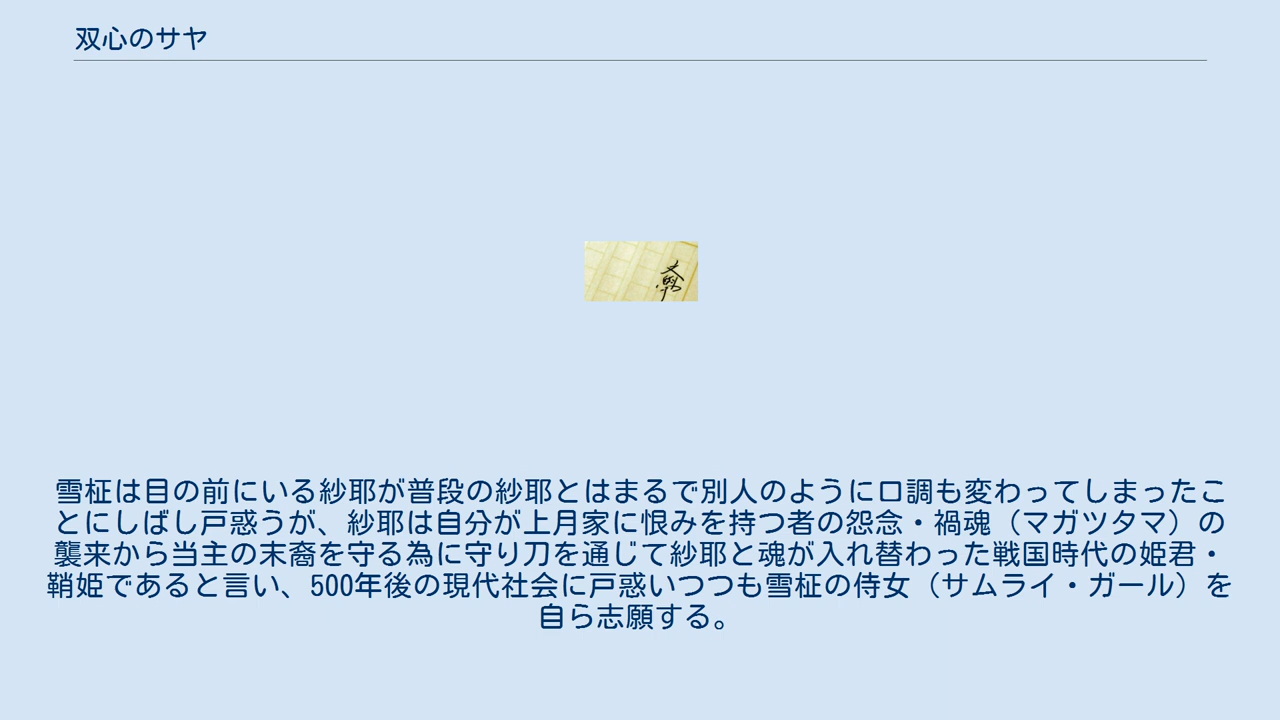 双心のサヤ
雪柾は目の前にいる紗耶が普段の紗耶とはまるで別人のように口調も変わってしまったこ
とにしばし戸惑うが、紗耶は自分が上月家に恨みを持つ者の怨念・禍魂（マガツタマ）の
襲来から当主の末裔を守る為に守り刀を通じて紗耶と魂が入れ替わった戦国時代の姫君・
鞘姫であると言い、500年後の現代社会に戸惑いつつも雪柾の侍女（サムライ・ガール）を
自ら志願する。